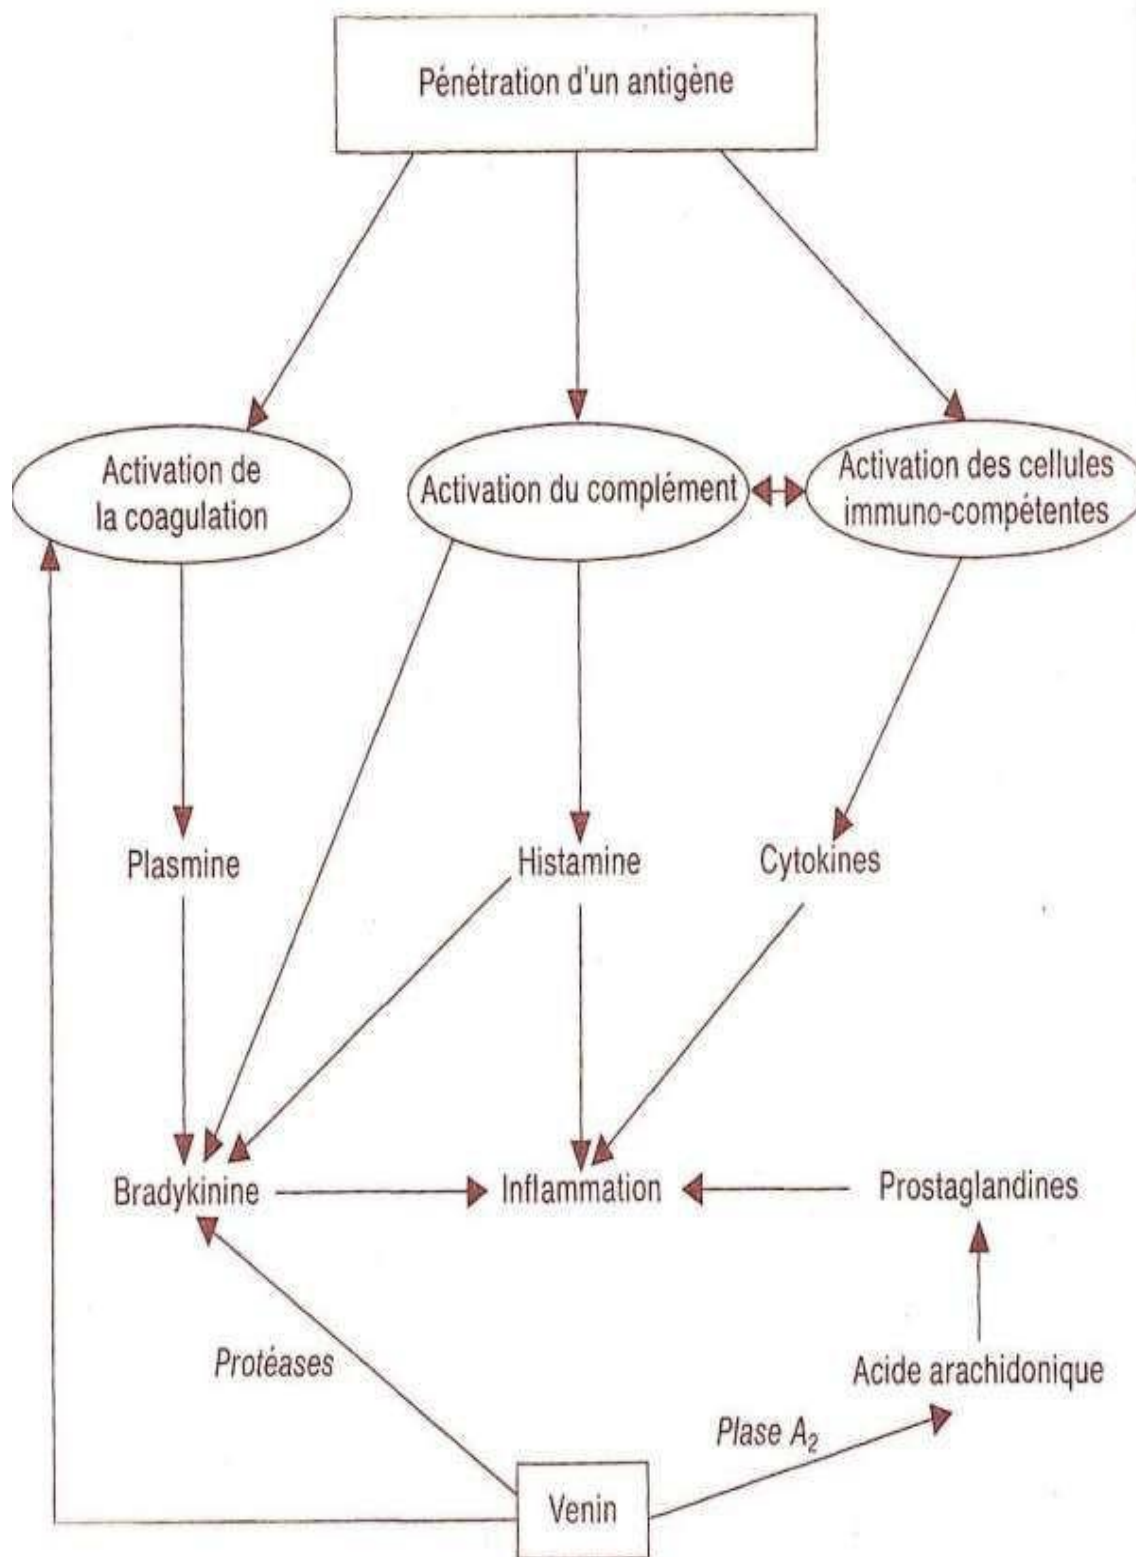 Pénétration d'un antigène
Activation de
la coagulation
Activation du complément
Activation des cellules
immuno-compétentes
Plasmine
Histamine
Cytokines
Bradykinine
Inflammation
Prostaglandines
Protéases
Acide arachidonique
Plase A₂
Venin